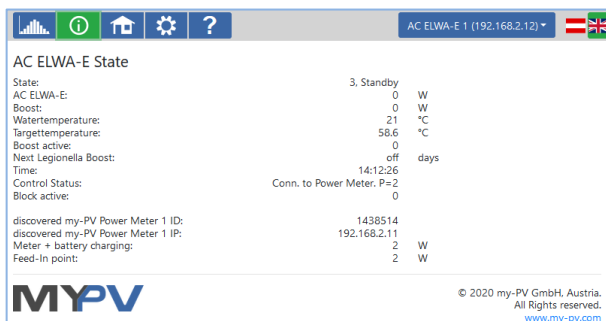 ?
AC ELWA-E 1 (192.168.2.12)
AC ELWA-E State
State: 3, Standby
AC ELWA-E: 0 W
Boost: 0 W
Watertemperature: 21 °C
Targettemperature: 58.6 °C
Boost active: 0
Next Legionella Boost: off days
Time: 14:12:26
Control Status: Conn. to Power Meter. P=2
Block active: 0
discovered my-PV Power Meter 1 ID: 1438514
discovered my-PV Power Meter 1 IP: 192.168.2.11
Meter + battery charging: 2 W
Feed-In point: 2 W
MYPV
© 2020 my-PV GmbH, Austria.
All Rights reserved.
www.my-pv.com